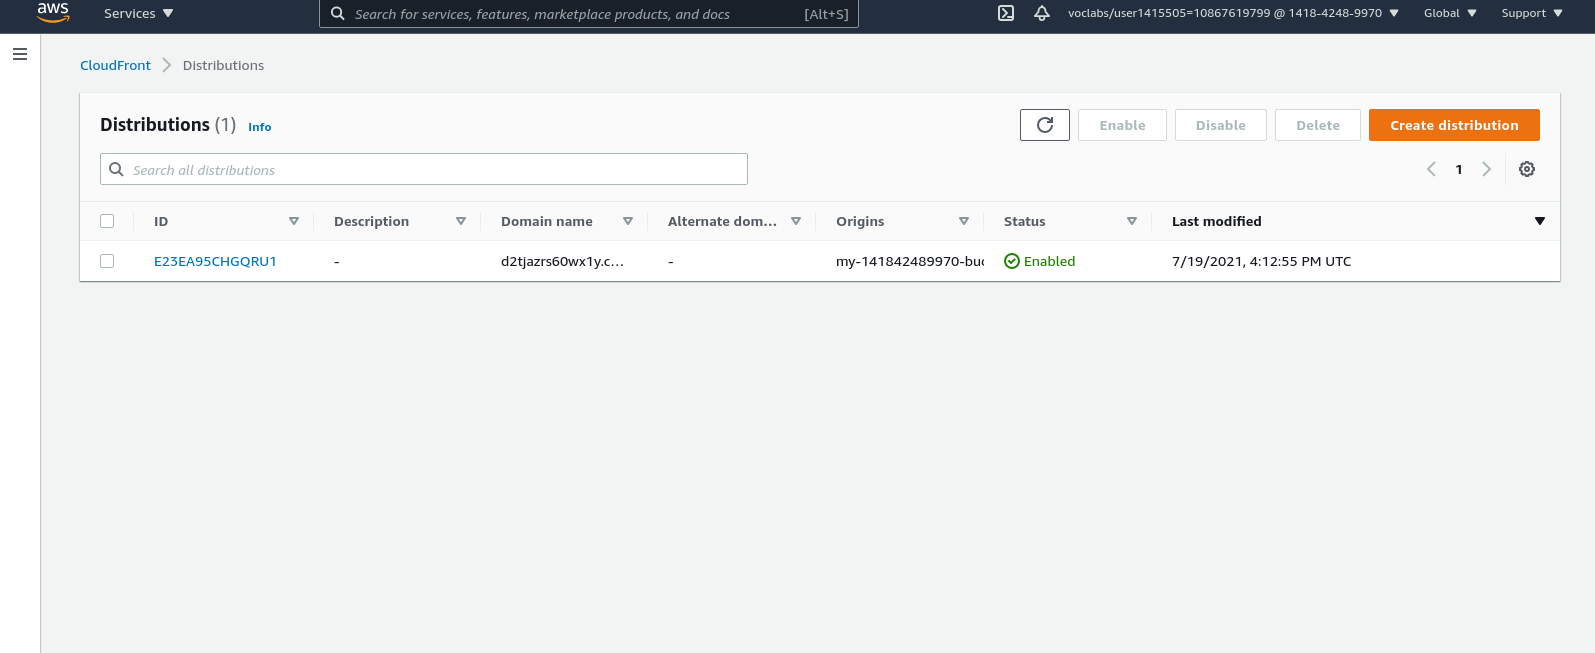 aws Services Search for services, features, marketplace products, and docs [Alt+S] voclabs/user1415505=10867619799 @ 1418-4248-9970 Global Support
CloudFront Distributions
Distributions (1) Info Enable Disable Delete Create distribution
Search all distributions 1
ID Description Domain name Alternate dom... Origins Status Last modified
E23EA95CHGQRU1 - d2tjazrs60wx1y.c... - my-141842489970-buc Enabled 7/19/2021, 4:12:55 PM UTC